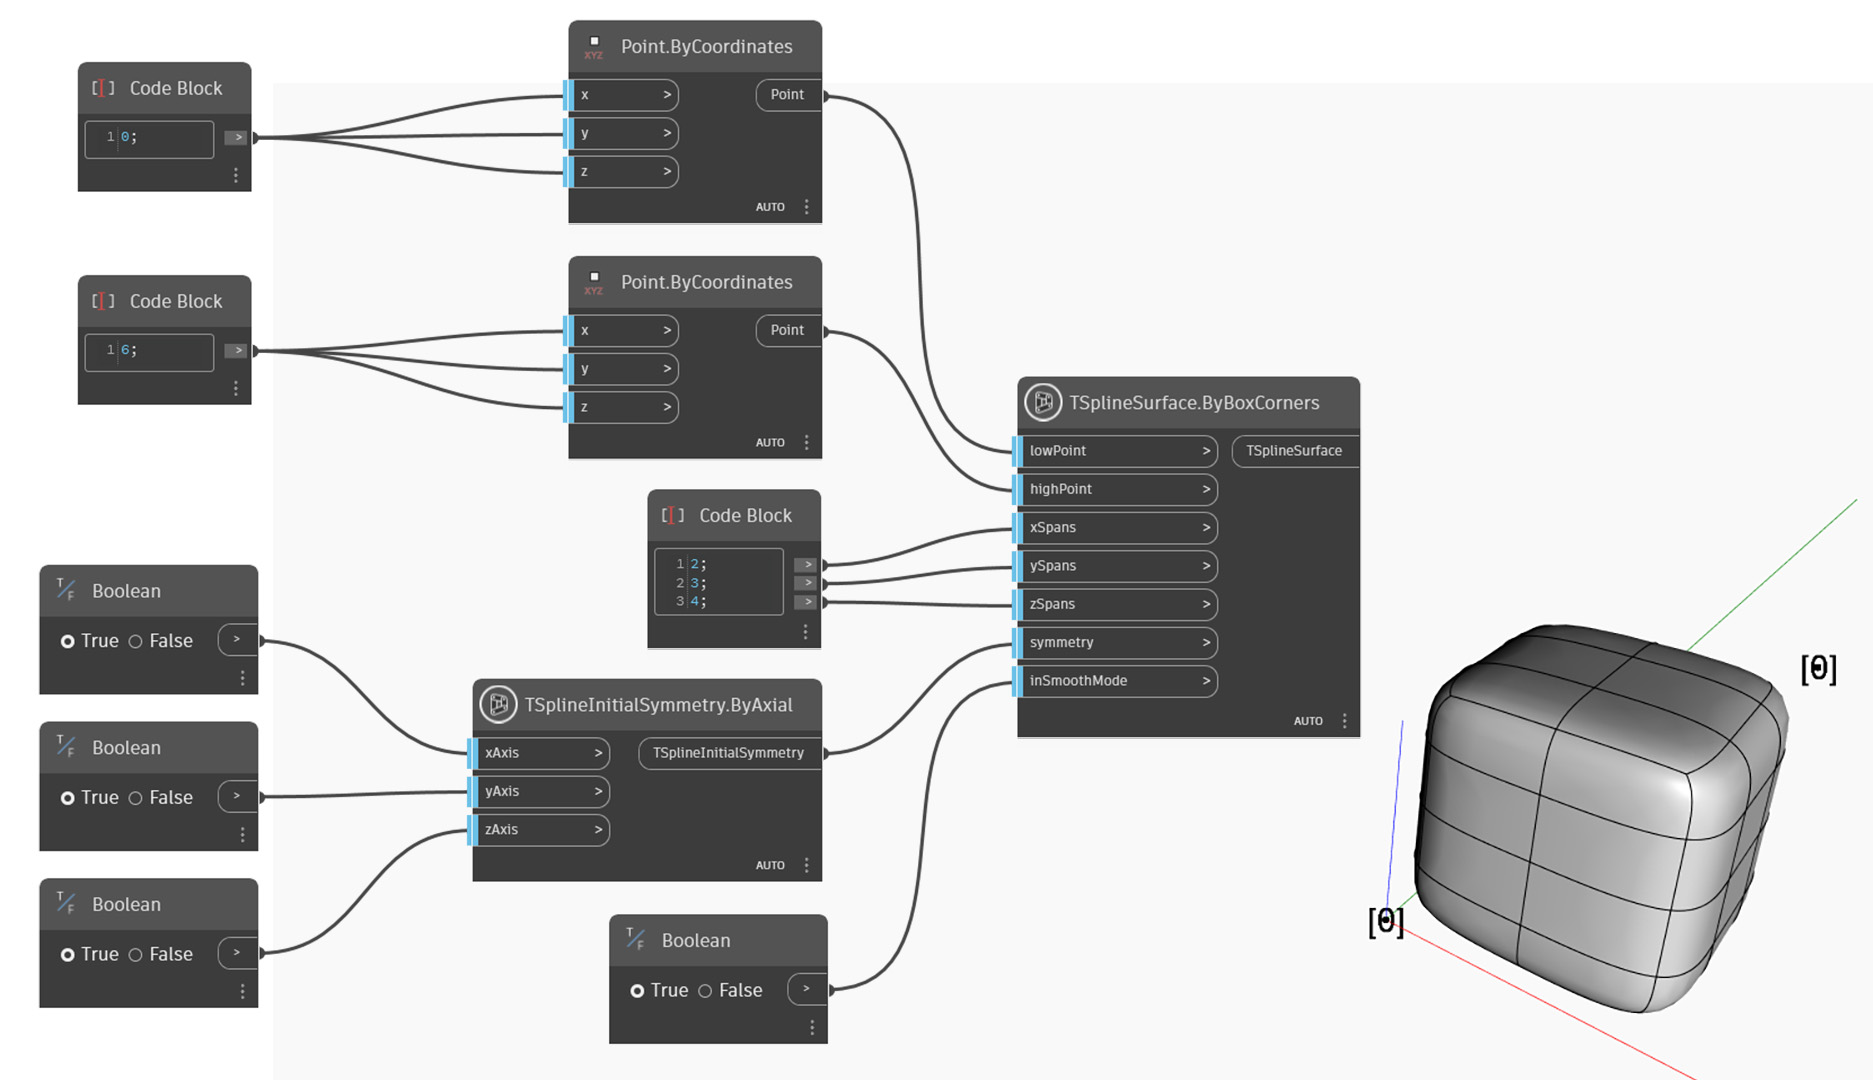 Code Block
1 0;
>
Point.ByCoordinates
XYZ
x >
y >
z >
Point
AUTO
Code Block
1 6;
>
Point.ByCoordinates
XYZ
x >
y >
z >
Point
AUTO
Code Block
1 2; >
2 3; >
3 4; >
TSplineSurface.ByBoxCorners
lowPoint >
highPoint >
xSpans >
ySpans >
zSpans >
symmetry >
inSmoothMode >
TSplineSurface
AUTO
T/F Boolean
True False >
T/F Boolean
True False >
T/F Boolean
True False >
TSplineInitialSymmetry.ByAxial
xAxis >
yAxis >
zAxis >
TSplineInitialSymmetry
AUTO
T/F Boolean
True False >
[0]
[0]